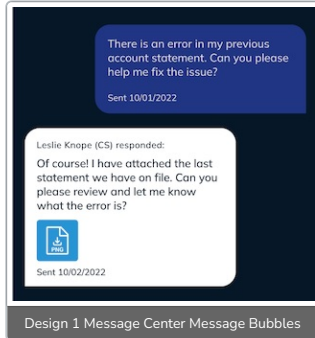 There is an error in my previous
account statement. Can you please
help me fix the issue?
Sent 10/01/2022
Leslie Knope (CS) responded:
Of course! I have attached the last
statement we have on file. Can you
please review and let me know
what the error is?
PNG
Sent 10/02/2022
Design 1 Message Center Message Bubbles